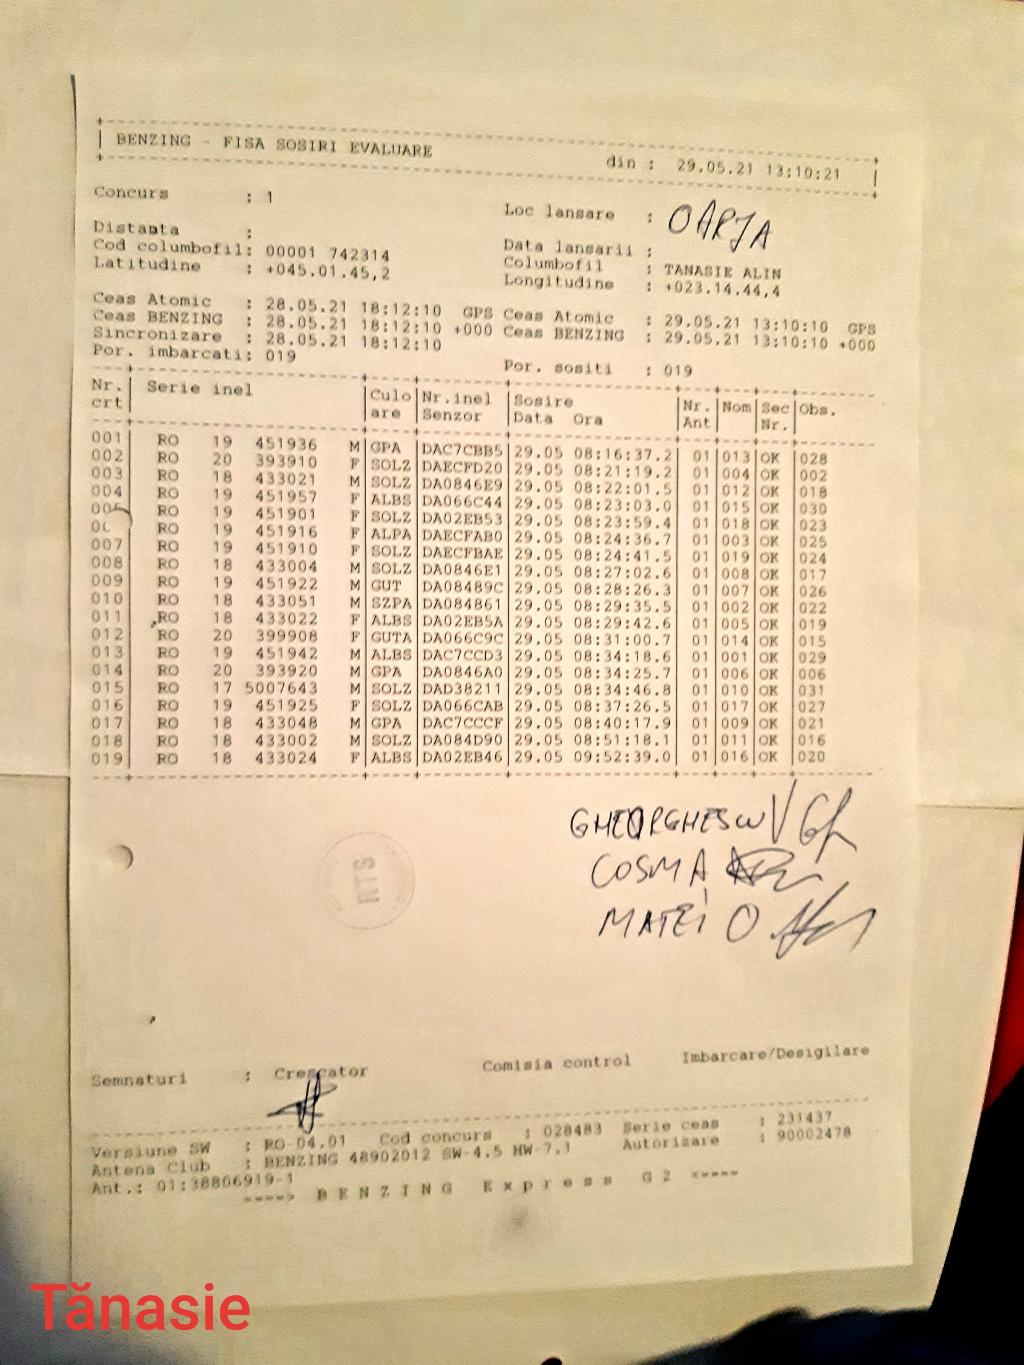 BENZING - FISA SOSIRI EVALUARE din : 29.05.21 13:10:21
Concurs : 1 Loc lansare : OARJA
Distanta : Data lansarii :
Cod columbofil: 00001 742314 Columbofil : TANASIE ALIN
Latitudine : +045.01.45,2 Longitudine : +023.14.44,4
Ceas Atomic : 28.05.21 18:12:10 GPS Ceas Atomic : 29.05.21 13:10:10 GPS
Ceas BENZING : 28.05.21 18:12:10 +000 Ceas BENZING : 29.05.21 13:10:10 +000
Sincronizare : 28.05.21 18:12:10
Por. imbarcati: 019 Por. sositi : 019
Nr. Serie inel Culo Nr.inel Sosire Nr. Nom Sec Obs.
crt are Senzor Data Ora Ant Nr.
001 RO 19 451936 M GPA DAC7CBB5 29.05 08:16:37.2 01 013 OK 028
002 RO 20 393910 F SOLZ DAECFD20 29.05 08:21:19.2 01 004 OK 002
003 RO 18 433021 M SOLZ DA0846E9 29.05 08:22:01.5 01 012 OK 018
004 RO 19 451957 F ALBS DA066C44 29.05 08:23:03.0 01 015 OK 030
005 RO 19 451901 F SOLZ DA02EB53 29.05 08:23:59.4 01 018 OK 023
RO 19 451916 F ALPA DAECFAB0 29.05 08:24:36.7 01 003 OK 025
007 RO 19 451910 F SOLZ DAECFBAE 29.05 08:24:41.5 01 019 OK 024
008 RO 18 433004 M SOLZ DA0846E1 29.05 08:27:02.6 01 008 OK 017
009 RO 19 451922 M GUT DA08489C 29.05 08:28:26.3 01 007 OK 026
010 RO 18 433051 M SZPA DA084861 29.05 08:29:35.5 01 002 OK 022
011 RO 18 433022 F ALBS DA02EB5A 29.05 08:29:42.6 01 005 OK 019
012 RO 20 399908 F GUTA DA066C9C 29.05 08:31:00.7 01 014 OK 015
013 RO 19 451942 M ALBS DAC7CCD3 29.05 08:34:18.6 01 001 OK 029
014 RO 20 393920 M GPA DA0846A0 29.05 08:34:25.7 01 006 OK 006
015 RO 17 5007643 M SOLZ DAD38211 29.05 08:34:46.8 01 010 OK 031
016 RO 19 451925 F SOLZ DA066CAB 29.05 08:37:26.5 01 017 OK 027
017 RO 18 433048 M GPA DAC7CCCF 29.05 08:40:17.9 01 009 OK 021
018 RO 18 433002 M SOLZ DA084D90 29.05 08:51:18.1 01 011 OK 016
019 RO 18 433024 F ALBS DA02EB46 29.05 09:52:39.0 01 016 OK 020
GHEORGHESCU V
COSMA
MATEI O
NTS
Semnaturi : Crescator Comisia control Imbarcare/Desigilare
Versiune SW : RO-04.01 Cod concurs : 028483 Serie ceas : 231437
Antena Club : BENZING 48902012 SW-4.5 HW-7.1 Autorizare : 90002478
Ant.: 01:38806919-1
====> BENZING Express G2 <====
Tănasie